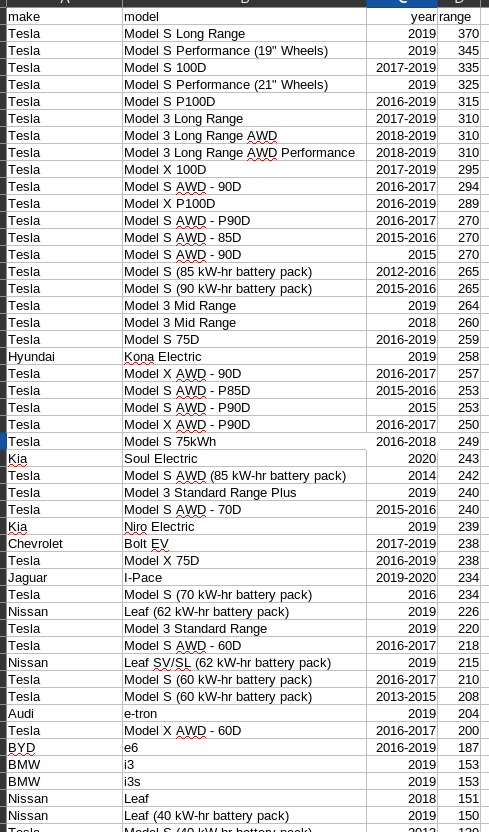 make model year range
Tesla Model S Long Range 2019 370
Tesla Model S Performance (19" Wheels) 2019 345
Tesla Model S 100D 2017-2019 335
Tesla Model S Performance (21" Wheels) 2019 325
Tesla Model S P100D 2016-2019 315
Tesla Model 3 Long Range 2017-2019 310
Tesla Model 3 Long Range AWD 2018-2019 310
Tesla Model 3 Long Range AWD Performance 2018-2019 310
Tesla Model X 100D 2017-2019 295
Tesla Model S AWD - 90D 2016-2017 294
Tesla Model X P100D 2016-2019 289
Tesla Model S AWD - P90D 2016-2017 270
Tesla Model S AWD - 85D 2015-2016 270
Tesla Model S AWD - 90D 2015 270
Tesla Model S (85 kW-hr battery pack) 2012-2016 265
Tesla Model S (90 kW-hr battery pack) 2015-2016 265
Tesla Model 3 Mid Range 2019 264
Tesla Model 3 Mid Range 2018 260
Tesla Model S 75D 2016-2019 259
Hyundai Kona Electric 2019 258
Tesla Model X AWD - 90D 2016-2017 257
Tesla Model S AWD - P85D 2015-2016 253
Tesla Model S AWD - P90D 2015 253
Tesla Model X AWD - P90D 2016-2017 250
Tesla Model S 75kWh 2016-2018 249
Kia Soul Electric 2020 243
Tesla Model S AWD (85 kW-hr battery pack) 2014 242
Tesla Model 3 Standard Range Plus 2019 240
Tesla Model S AWD - 70D 2015-2016 240
Kia Niro Electric 2019 239
Chevrolet Bolt EV 2017-2019 238
Tesla Model X 75D 2016-2019 238
Jaguar I-Pace 2019-2020 234
Tesla Model S (70 kW-hr battery pack) 2016 234
Nissan Leaf (62 kW-hr battery pack) 2019 226
Tesla Model 3 Standard Range 2019 220
Tesla Model S AWD - 60D 2016-2017 218
Nissan Leaf SV/SL (62 kW-hr battery pack) 2019 215
Tesla Model S (60 kW-hr battery pack) 2016-2017 210
Tesla Model S (60 kW-hr battery pack) 2013-2015 208
Audi e-tron 2019 204
Tesla Model X AWD - 60D 2016-2017 200
BYD e6 2016-2019 187
BMW i3 2019 153
BMW i3s 2019 153
Nissan Leaf 2018 151
Nissan Leaf (40 kW-hr battery pack) 2019 150
Tesla Model S (40 kW-hr battery pack)